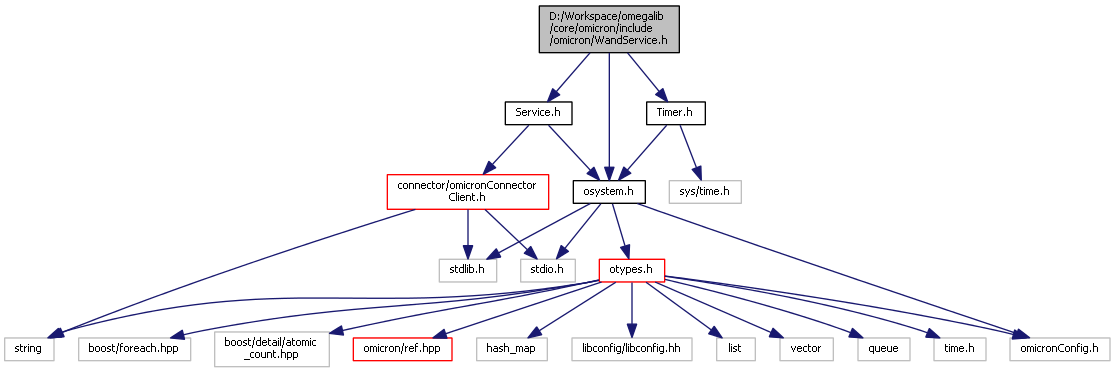 D:/Workspace/omegalib
/core/omicron/include
/omicron/WandService.h
Service.h
Timer.h
connector/omicronConnector
Client.h
osystem.h
sys/time.h
stdlib.h
stdio.h
otypes.h
string
boost/foreach.hpp
boost/detail/atomic
_count.hpp
omicron/ref.hpp
hash_map
libconfig/libconfig.hh
list
vector
queue
time.h
omicronConfig.h